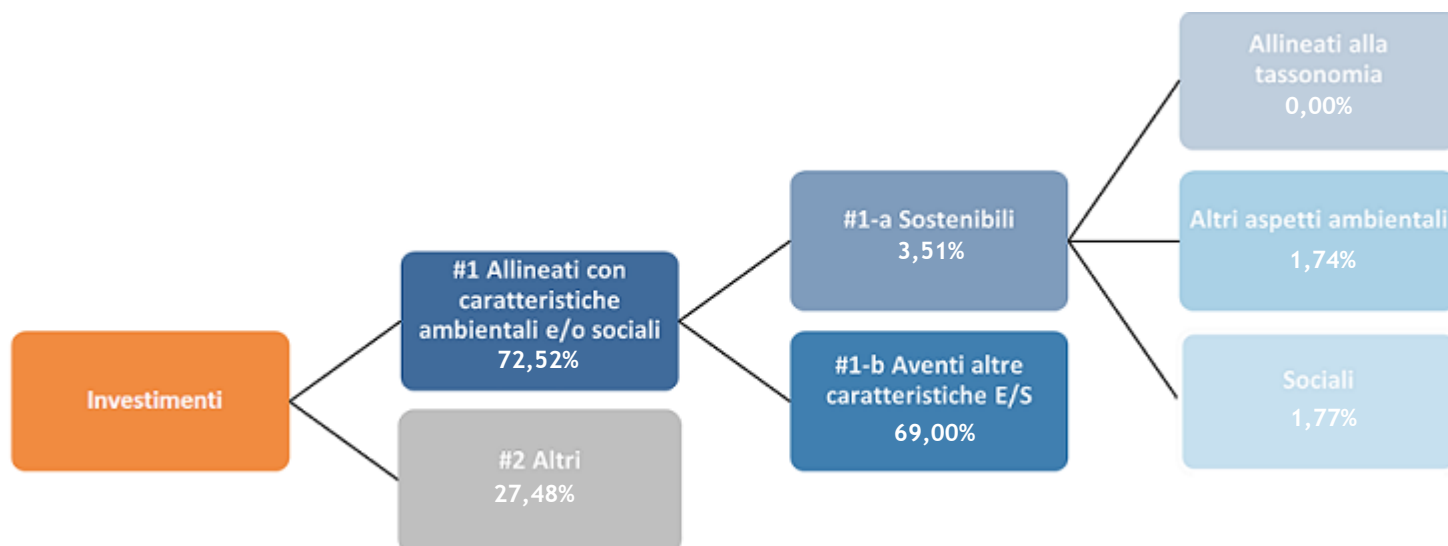 Investimenti
#1 Allineati con
caratteristiche
ambientali e/o sociali
72,52%
#2 Altri
27,48%
#1-a Sostenibili
3,51%
#1-b Aventi altre
caratteristiche E/S
69,00%
Allineati alla
tassonomia
0,00%
Altri aspetti ambientali
1,74%
Sociali
1,77%